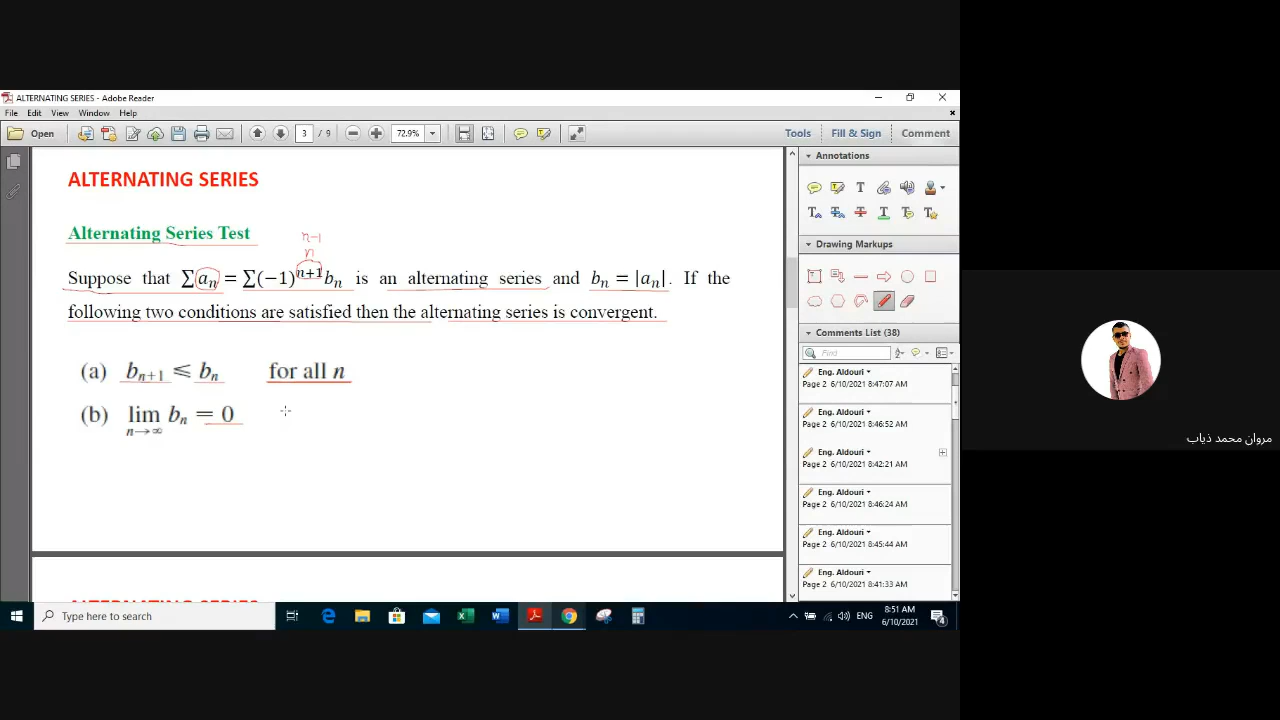 ALTERNATING SERIES - Adobe Reader
File Edit View Window Help
Open 3 / 9 72.9% Tools Fill & Sign Comment
ALTERNATING SERIES
Alternating Series Test
n-1
n
Suppose that ∑ aₙ = ∑(−1)ⁿ⁺¹bₙ is an alternating series and bₙ = |aₙ|. If the
following two conditions are satisfied then the alternating series is convergent.
(a) bₙ₊₁ ≤ bₙ for all n
(b) lim bₙ = 0
n→∞
ALTERNATING SERIES
Annotations
Drawing Markups
Comments List (38)
Find
Eng. Aldouri
Page 2 6/10/2021 8:47:07 AM
Eng. Aldouri
Page 2 6/10/2021 8:46:52 AM
Eng. Aldouri
Page 2 6/10/2021 8:42:21 AM
Eng. Aldouri
Page 2 6/10/2021 8:46:24 AM
Eng. Aldouri
Page 2 6/10/2021 8:45:44 AM
Eng. Aldouri
Page 2 6/10/2021 8:41:33 AM
مروان محمد ذياب
Type here to search
ENG
8:51 AM
6/10/2021
4